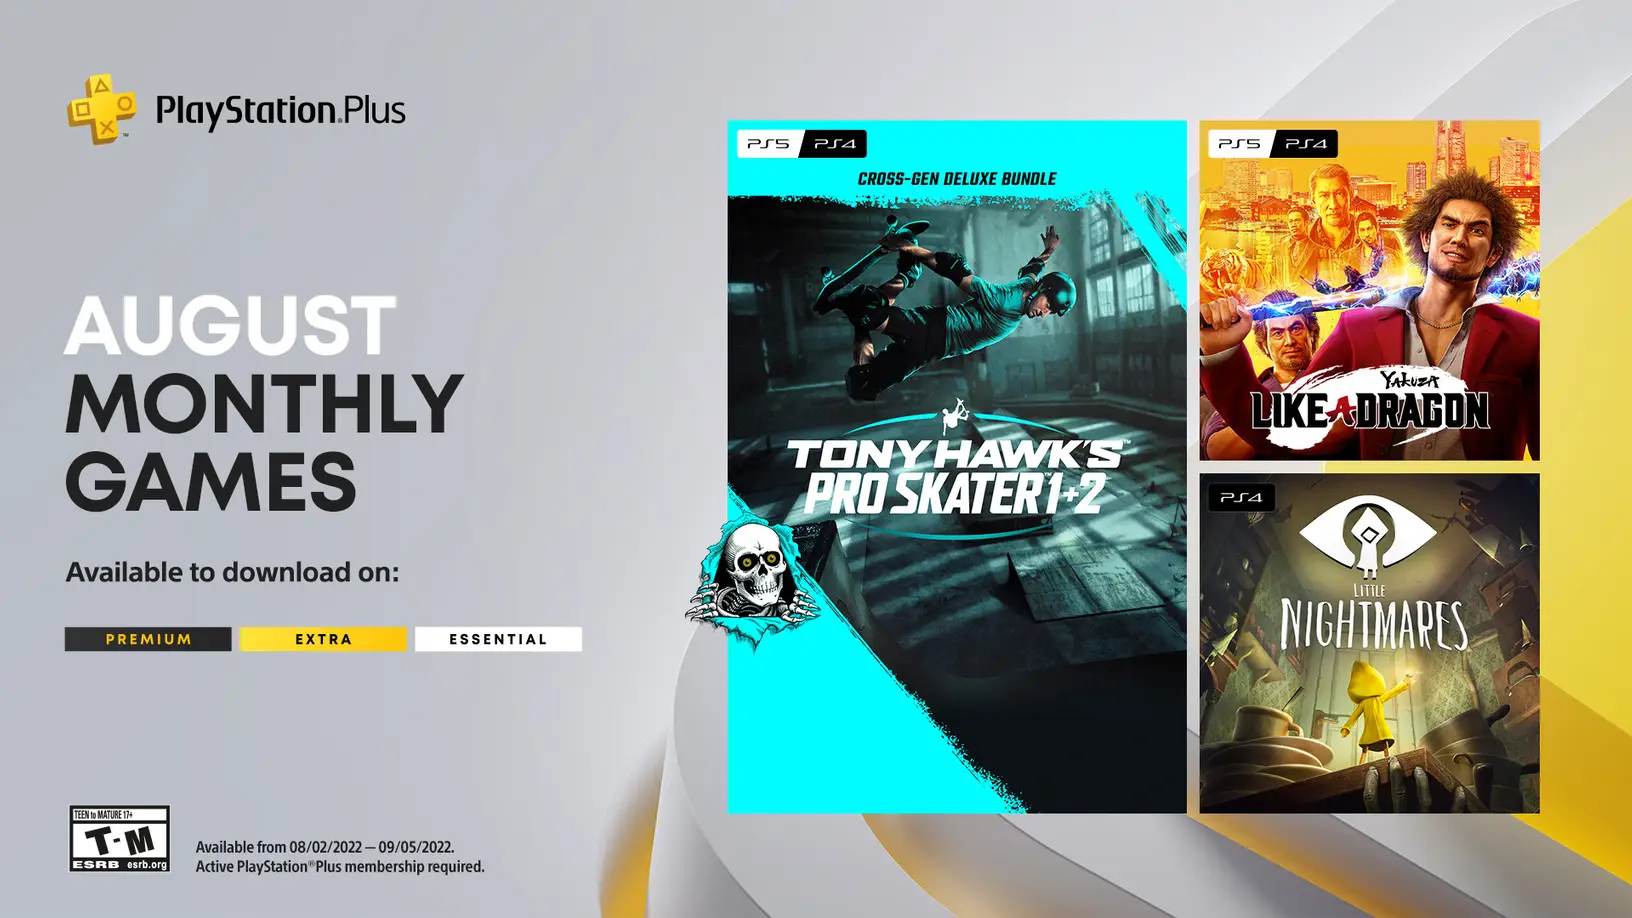 PlayStation®Plus
AUGUST
MONTHLY
GAMES
Available to download on:
PREMIUM
EXTRA
ESSENTIAL
TEEN to MATURE 17+
T-M
ESRB esrb.org
Available from 08/02/2022 — 09/05/2022.
Active PlayStation®Plus membership required.
PS5 PS4
CROSS-GEN DELUXE BUNDLE
TONY HAWK'S™
PRO SKATER™ 1+2
PS5 PS4
YAKUZA
LIKE A DRAGON
PS4
LITTLE
NIGHTMARES